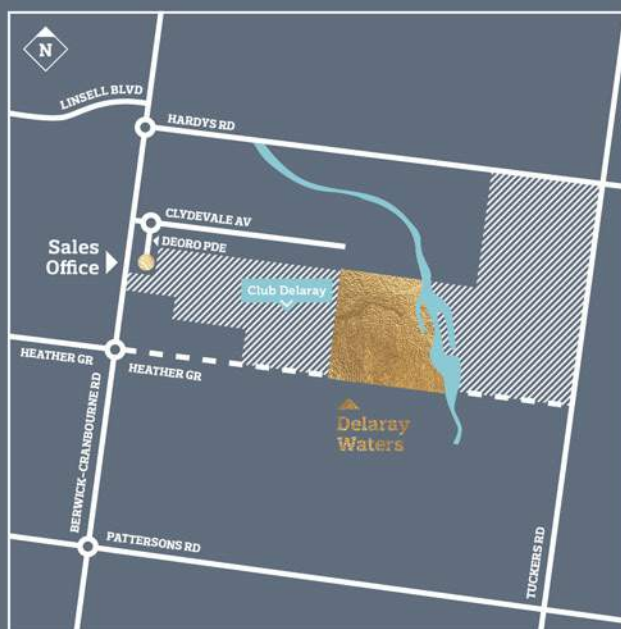 N
LINSELL BLVD
HARDYS RD
CLYDEVALE AV
DEORO PDE
Sales
Office
Club Delaray
HEATHER GR
HEATHER GR
Delaray
Waters
BERWICK-CRANBOURNE RD
PATTERSONS RD
TUCKERS RD